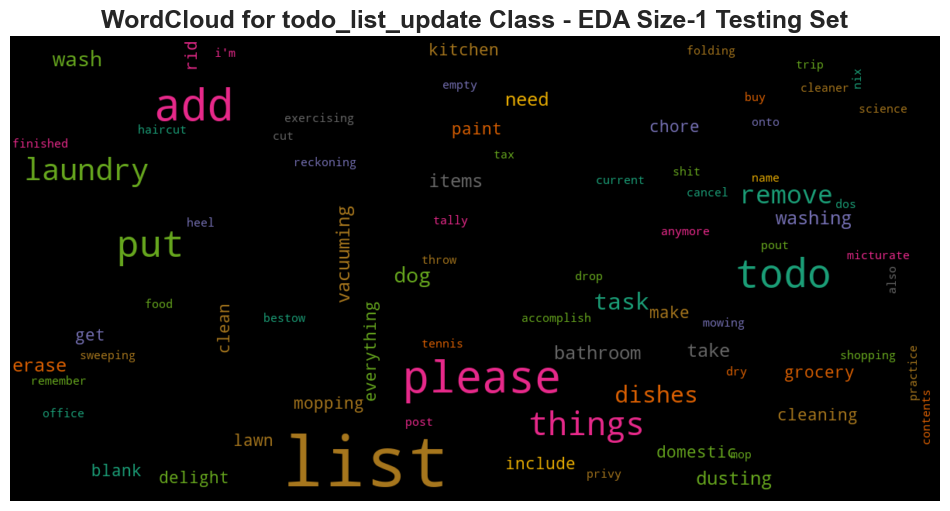 WordCloud for todo_list_update Class - EDA Size-1 Testing Set
wash
rid
i'm
kitchen
folding
trip
nix
cleaner
empty
need
buy
science
add
exercising
haircut
cut
paint
chore
onto
finished
laundry
reckoning
tax
items
current
shit
name
cancel
remove
dos
washing
put
heel
vacuuming
tally
anymore
pout
micturate
also
throw
dog
drop
todo
task
make
food
clean
bestow
everything
accomplish
mowing
get
sweeping
erase
remember
tennis
bathroom
take
shopping
practice
please
dry
grocery
dishes
contents
office
mopping
post
things
cleaning
lawn
list
include
domestic
mop
privy
dusting
blank
delight